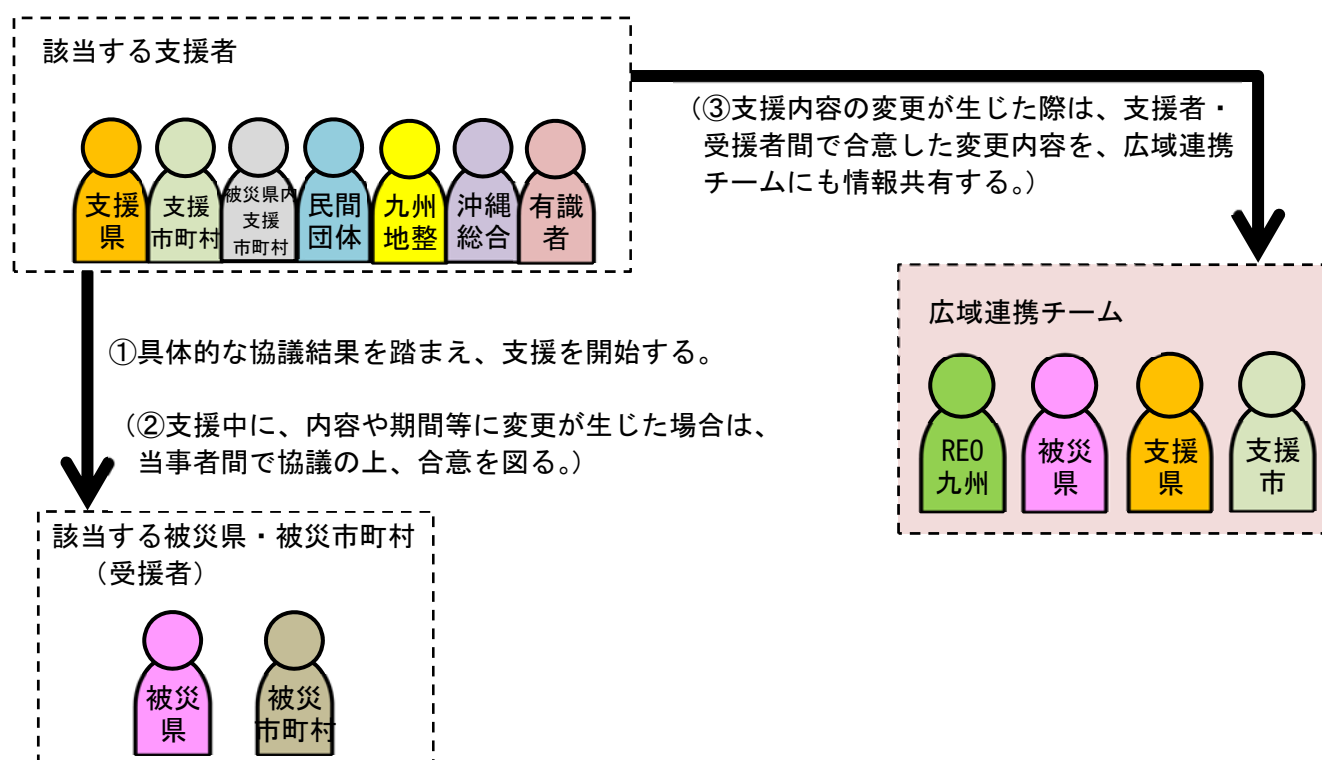 該当する支援者
支援
県
支援
市町村
被災県内
支援
市町村
民間
団体
九州
地整
沖縄
総合
有識
者
(③支援内容の変更が生じた際は、支援者・
受援者間で合意した変更内容を、広域連携
チームにも情報共有する。)
①具体的な協議結果を踏まえ、支援を開始する。
(②支援中に、内容や期間等に変更が生じた場合は、
当事者間で協議の上、合意を図る。)
広域連携チーム
REO
九州
被災
県
支援
県
支援
市
該当する被災県・被災市町村
(受援者)
被災
県
被災
市町村